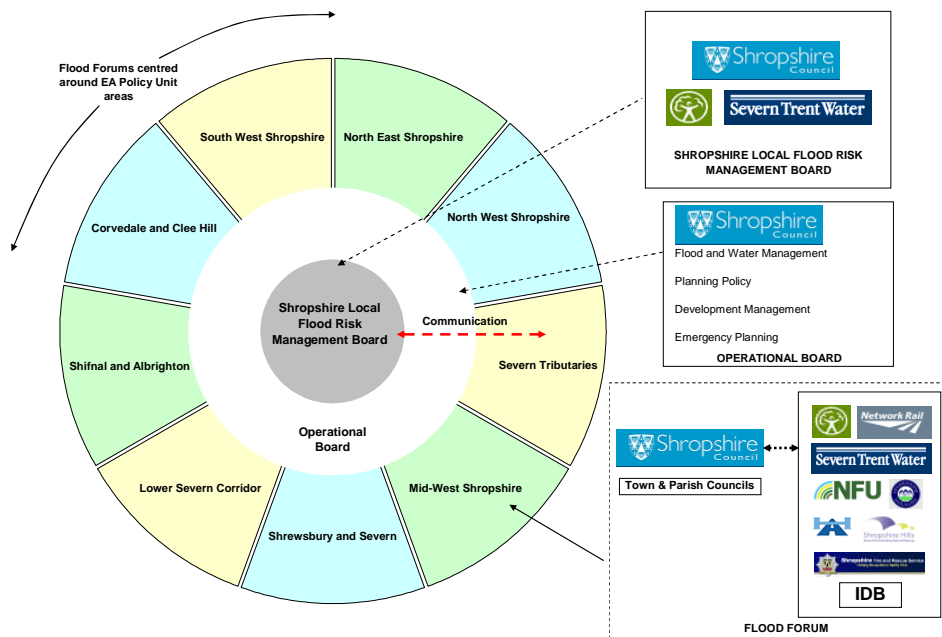 Flood Forums centred
around EA Policy Unit
areas
South West Shropshire
North East Shropshire
Corvedale and Clee Hill
North West Shropshire
Shropshire Local
Flood Risk
Management Board
Communication
Shifnal and Albrighton
Severn Tributaries
Operational
Board
Lower Severn Corridor
Mid-West Shropshire
Shrewsbury and Severn
Shropshire
Council
Severn Trent Water
SHROPSHIRE LOCAL FLOOD RISK
MANAGEMENT BOARD
Shropshire
Council
Flood and Water Management
Planning Policy
Development Management
Emergency Planning
OPERATIONAL BOARD
Shropshire
Council
Town & Parish Councils
Network Rail
Severn Trent Water
NFU
Shropshire Hills
Shropshire Fire and Rescue Service
IDB
FLOOD FORUM